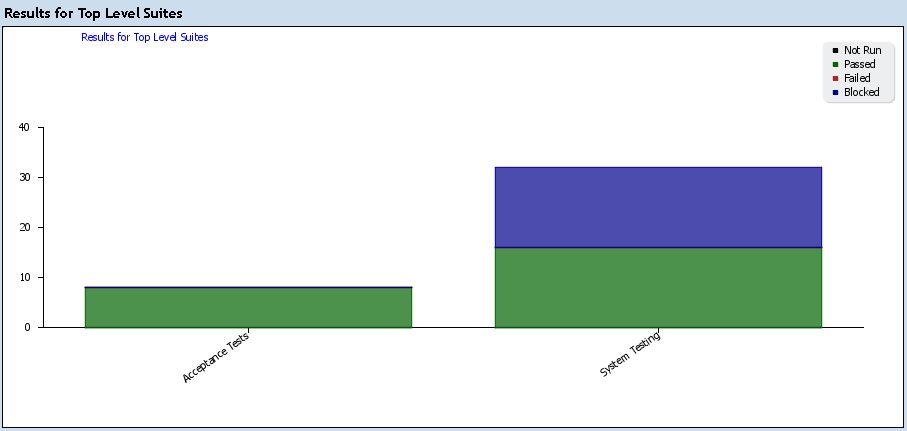 Results for Top Level Suites
Results for Top Level Suites
Not Run
Passed
Failed
Blocked
40
30
20
10
0
Acceptance Tests
System Testing